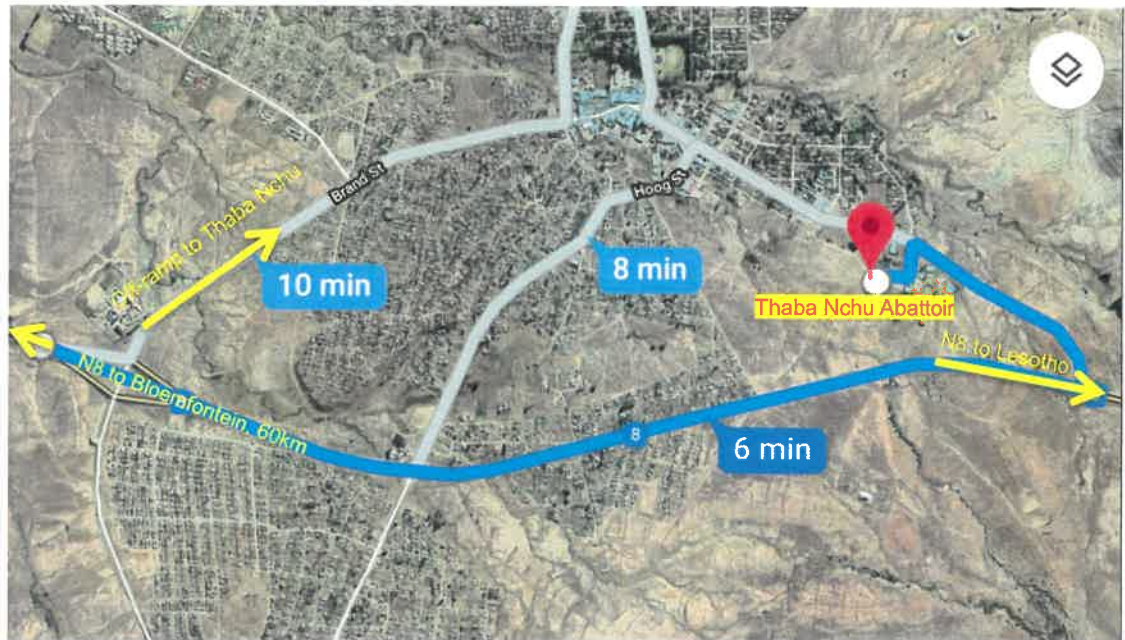 Brand St
Hoog St
Off-ramp to Thaba Nchu
10 min
8 min
Thaba Nchu Abattoir
N8 to Lesotho
N8 to Bloemfontein, 60km
8
8
6 min